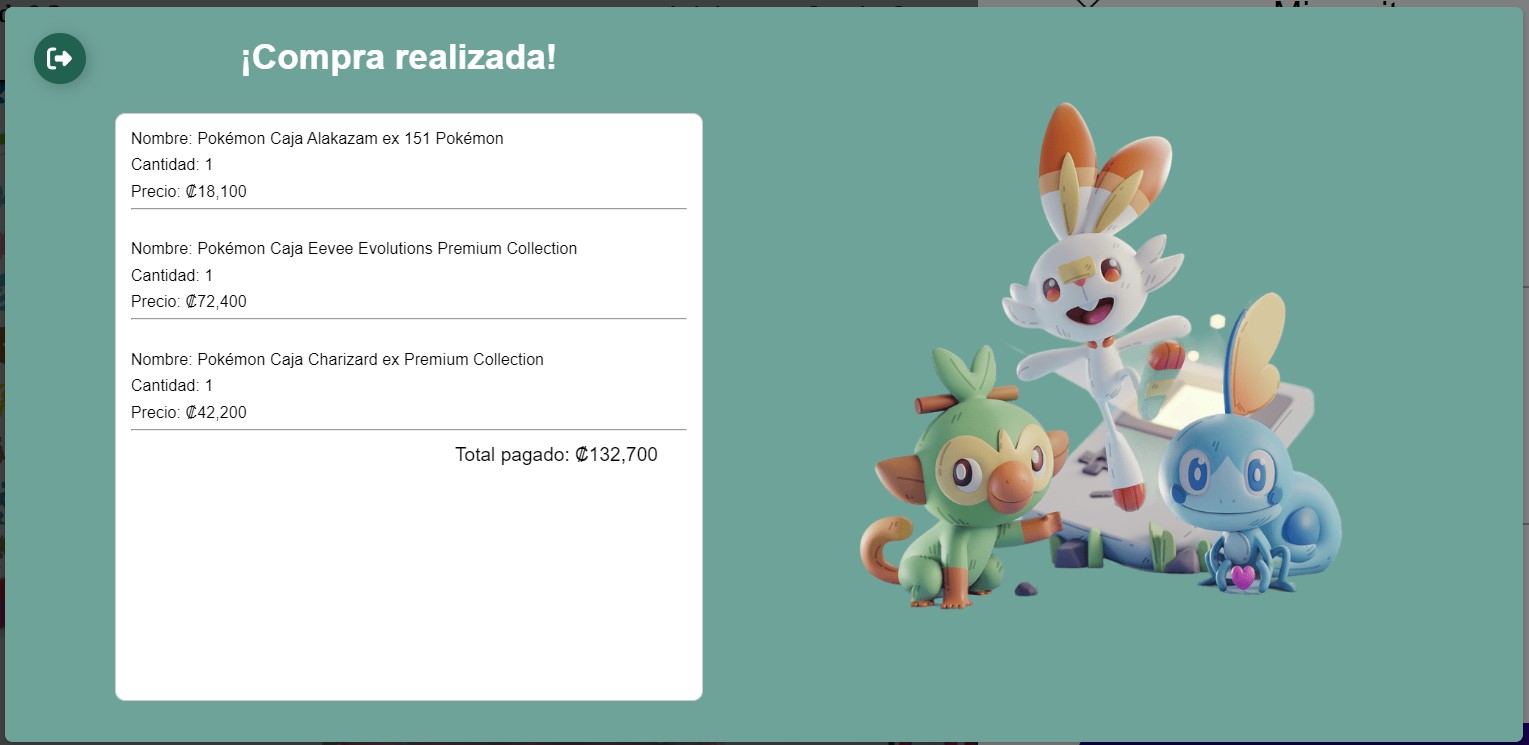 ¡Compra realizada!
Nombre: Pokémon Caja Alakazam ex 151 Pokémon
Cantidad: 1
Precio: ₡18,100
Nombre: Pokémon Caja Eevee Evolutions Premium Collection
Cantidad: 1
Precio: ₡72,400
Nombre: Pokémon Caja Charizard ex Premium Collection
Cantidad: 1
Precio: ₡42,200
Total pagado: ₡132,700